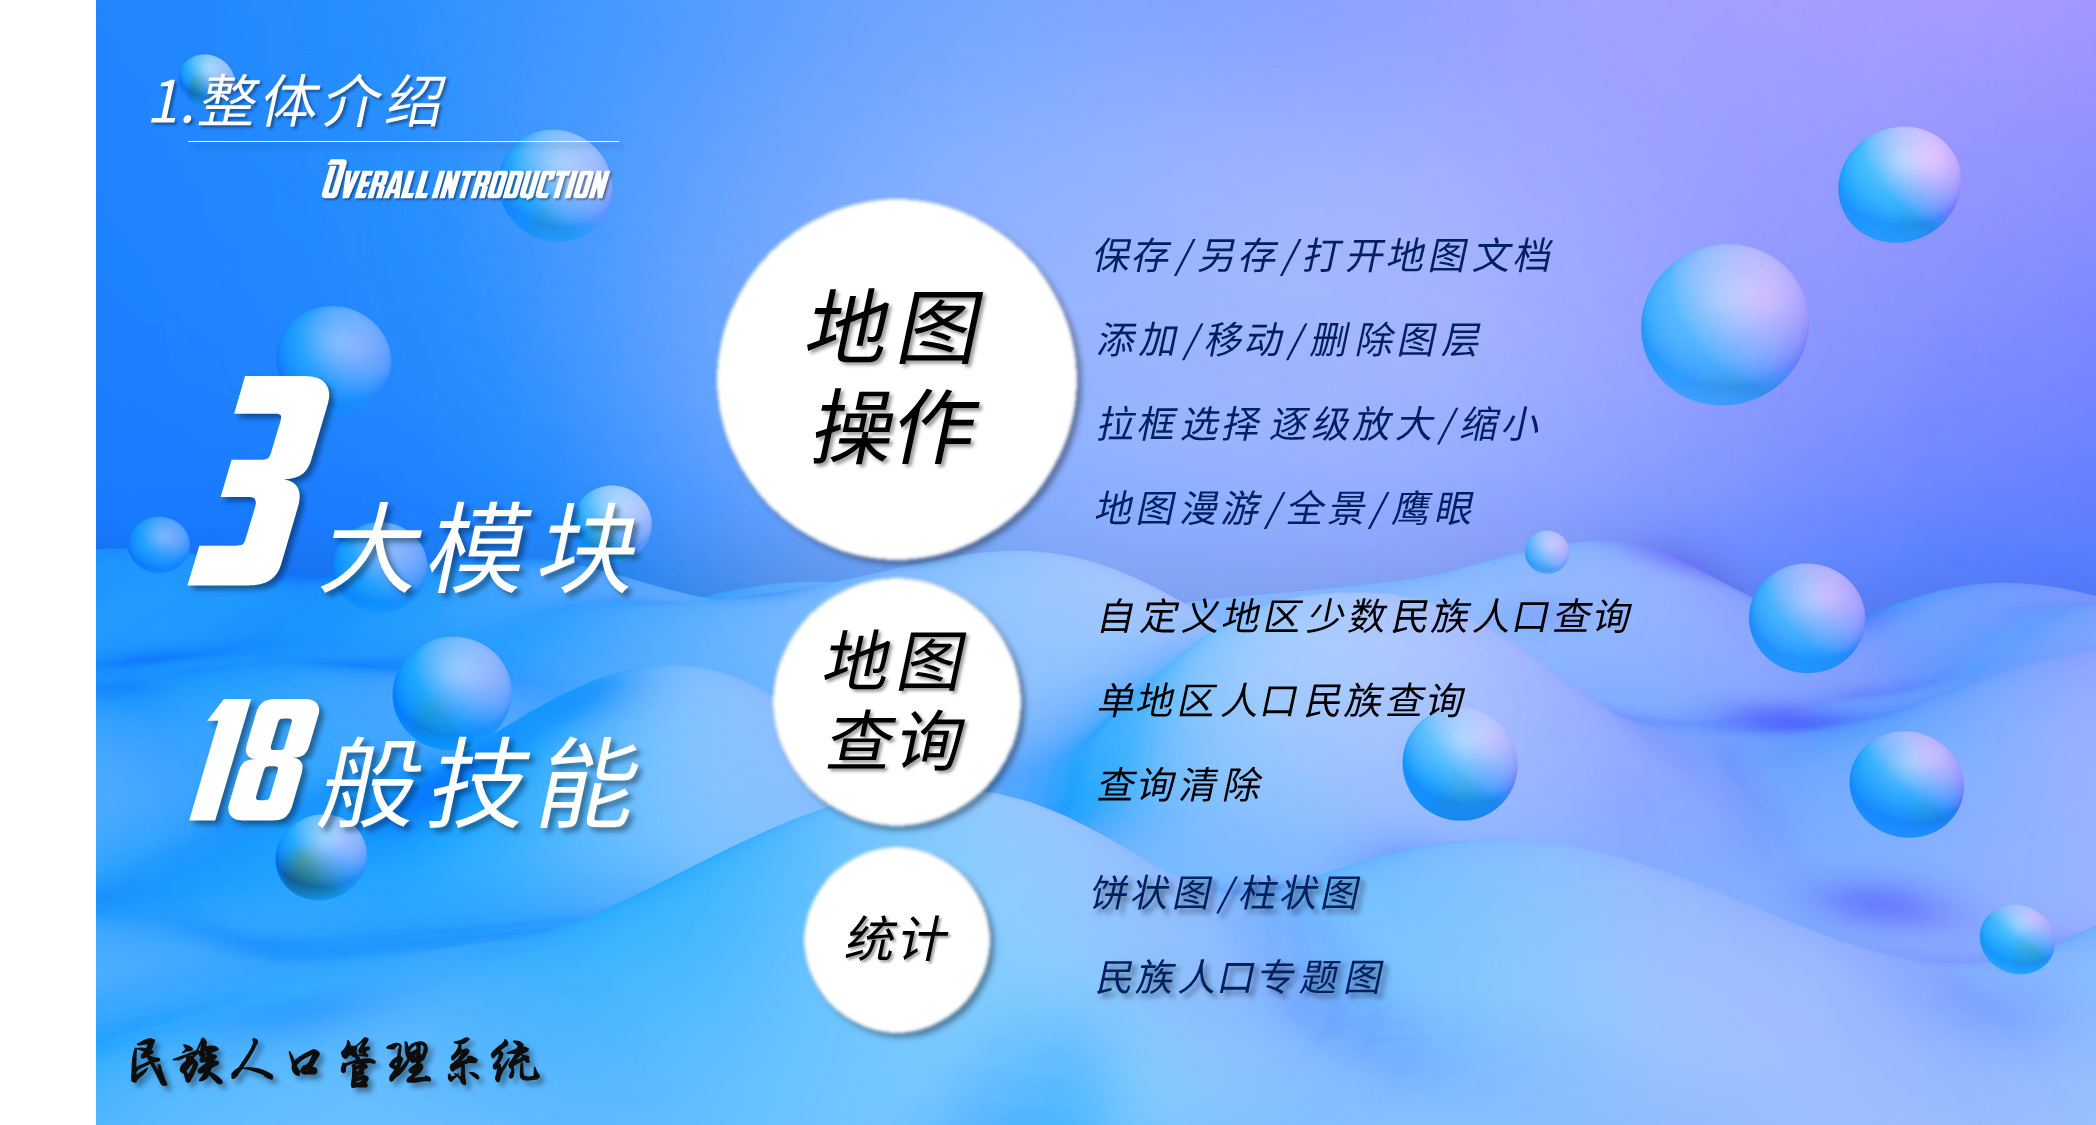 1.整体介绍
OVERALL INTRODUCTION
3大模块
18般技能
地图
操作
保存/另存/打开地图文档
添加/移动/删除图层
拉框选择 逐级放大/缩小
地图漫游/全景/鹰眼
地图
查询
自定义地区少数民族人口查询
单地区人口民族查询
查询清除
统计
饼状图/柱状图
民族人口专题图
民族人口管理系统